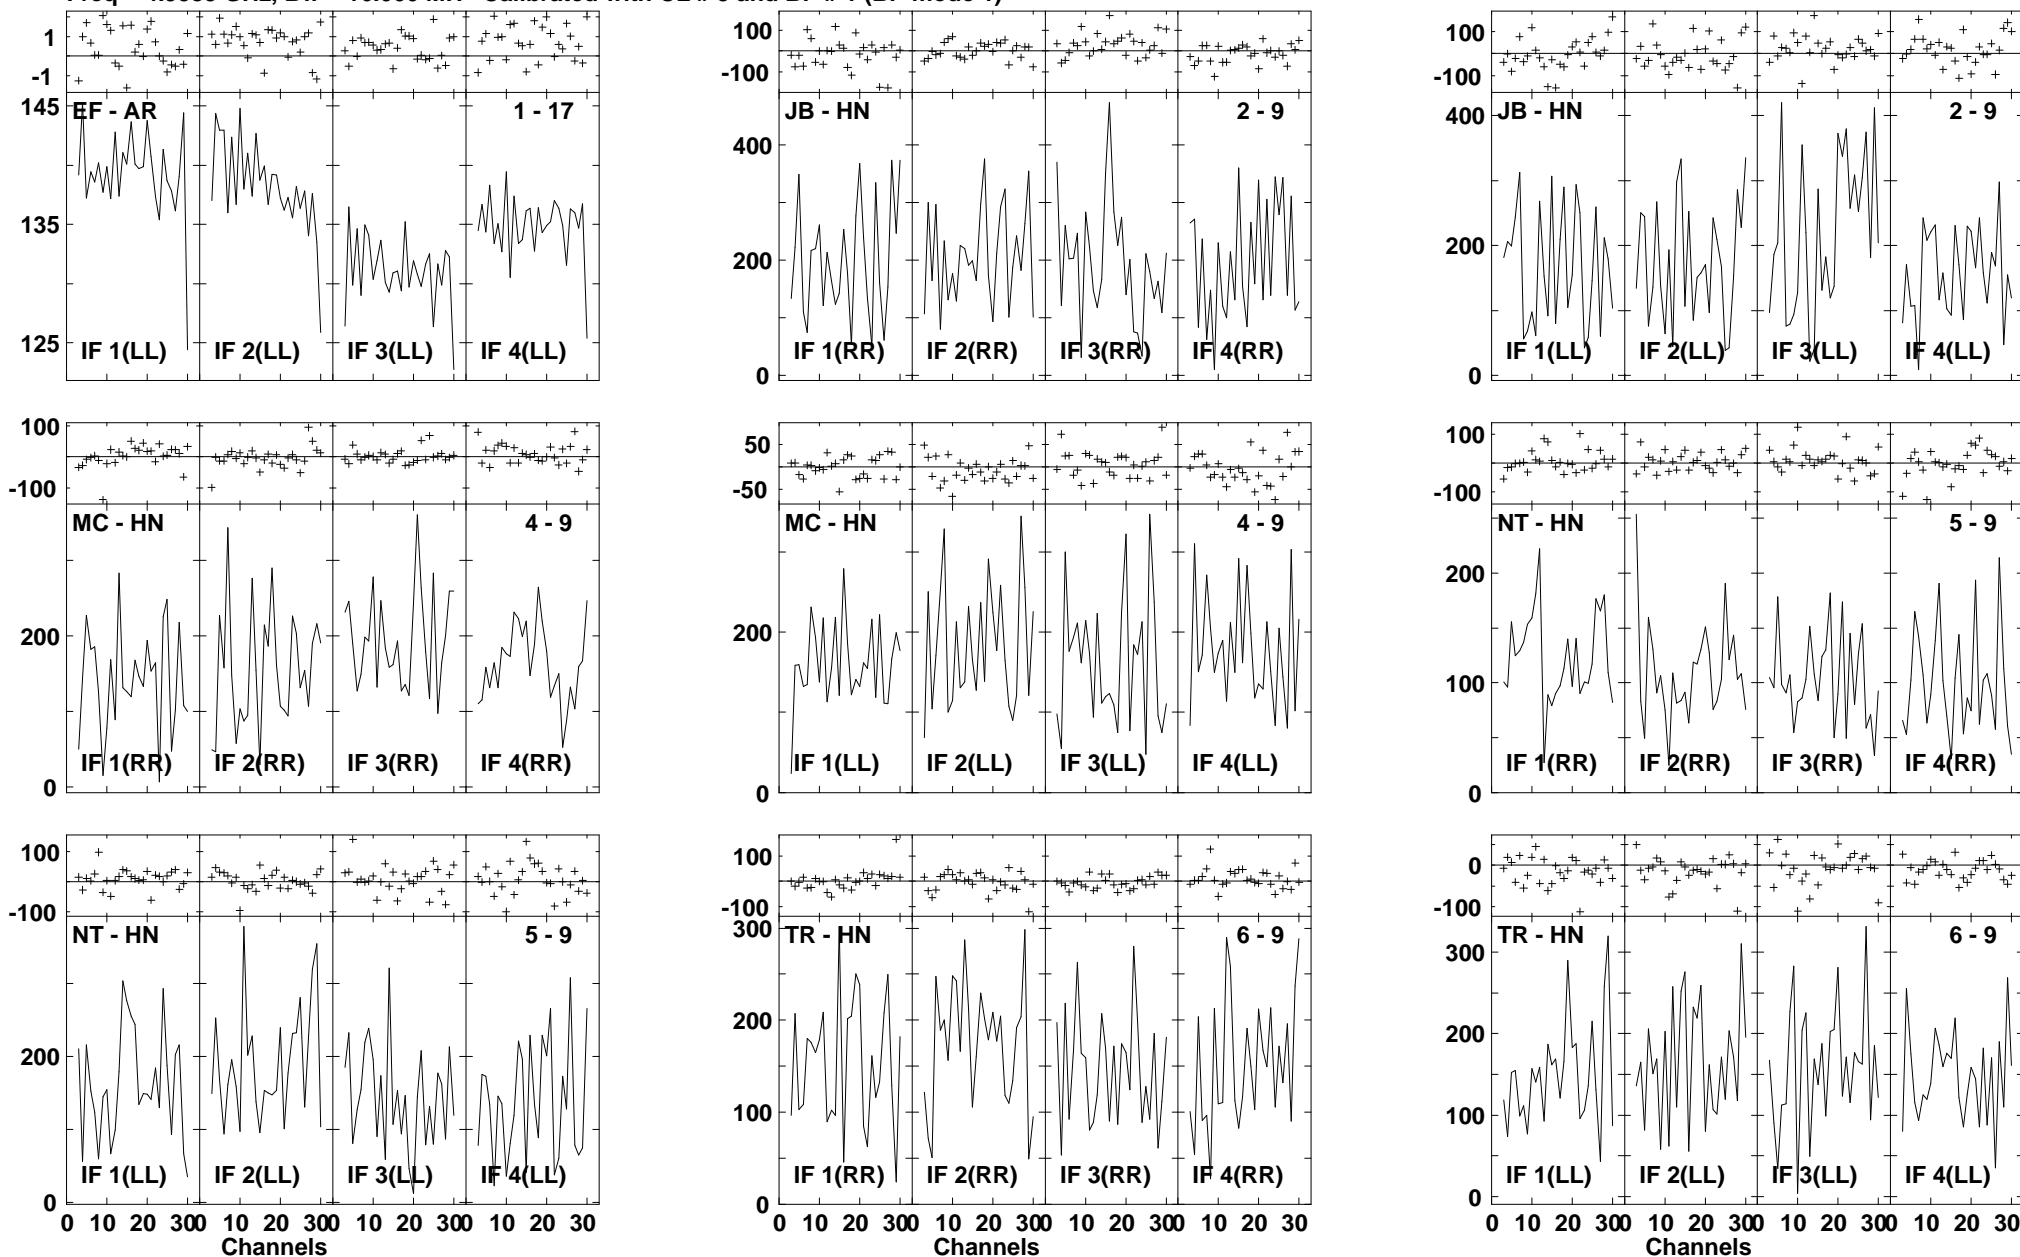 1
-1
EF - AR
1 - 17
145
135
125
IF 1(LL)
IF 2(LL)
IF 3(LL)
IF 4(LL)
100
-100
JB - HN
2 - 9
400
200
0
IF 1(RR)
IF 2(RR)
IF 3(RR)
IF 4(RR)
100
-100
JB - HN
2 - 9
400
200
0
IF 1(LL)
IF 2(LL)
IF 3(LL)
IF 4(LL)
100
-100
MC - HN
4 - 9
200
0
IF 1(RR)
IF 2(RR)
IF 3(RR)
IF 4(RR)
50
-50
MC - HN
4 - 9
200
0
IF 1(LL)
IF 2(LL)
IF 3(LL)
IF 4(LL)
100
-100
NT - HN
5 - 9
200
100
0
IF 1(RR)
IF 2(RR)
IF 3(RR)
IF 4(RR)
100
-100
NT - HN
5 - 9
200
0
IF 1(LL)
IF 2(LL)
IF 3(LL)
IF 4(LL)
0 10 20 30 0 10 20 30 0 10 20 30 0 10 20 30
Channels
100
-100
TR - HN
6 - 9
300
200
100
0
IF 1(RR)
IF 2(RR)
IF 3(RR)
IF 4(RR)
0 10 20 30 0 10 20 30 0 10 20 30 0 10 20 30
Channels
0
-100
TR - HN
6 - 9
300
200
100
0
IF 1(LL)
IF 2(LL)
IF 3(LL)
IF 4(LL)
0 10 20 30 0 10 20 30 0 10 20 30 0 10 20 30
Channels